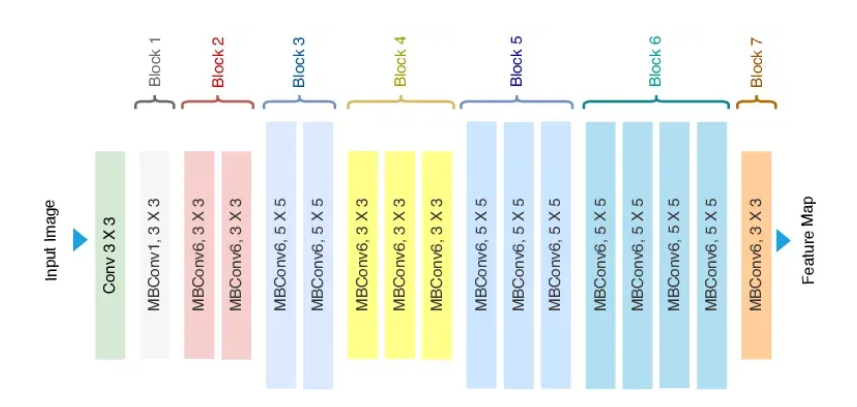 Block 1
Block 2
Block 3
Block 4
Block 5
Block 6
Block 7
Input Image
Conv 3 X 3
MBConv1, 3 X 3
MBConv6, 3 X 3
MBConv6, 3 X 3
MBConv6, 5 X 5
MBConv6, 5 X 5
MBConv6, 3 X 3
MBConv6, 3 X 3
MBConv6, 3 X 3
MBConv6, 5 X 5
MBConv6, 5 X 5
MBConv6, 5 X 5
MBConv6, 5 X 5
MBConv6, 5 X 5
MBConv6, 5 X 5
MBConv6, 5 X 5
MBConv6, 3 X 3
Feature Map